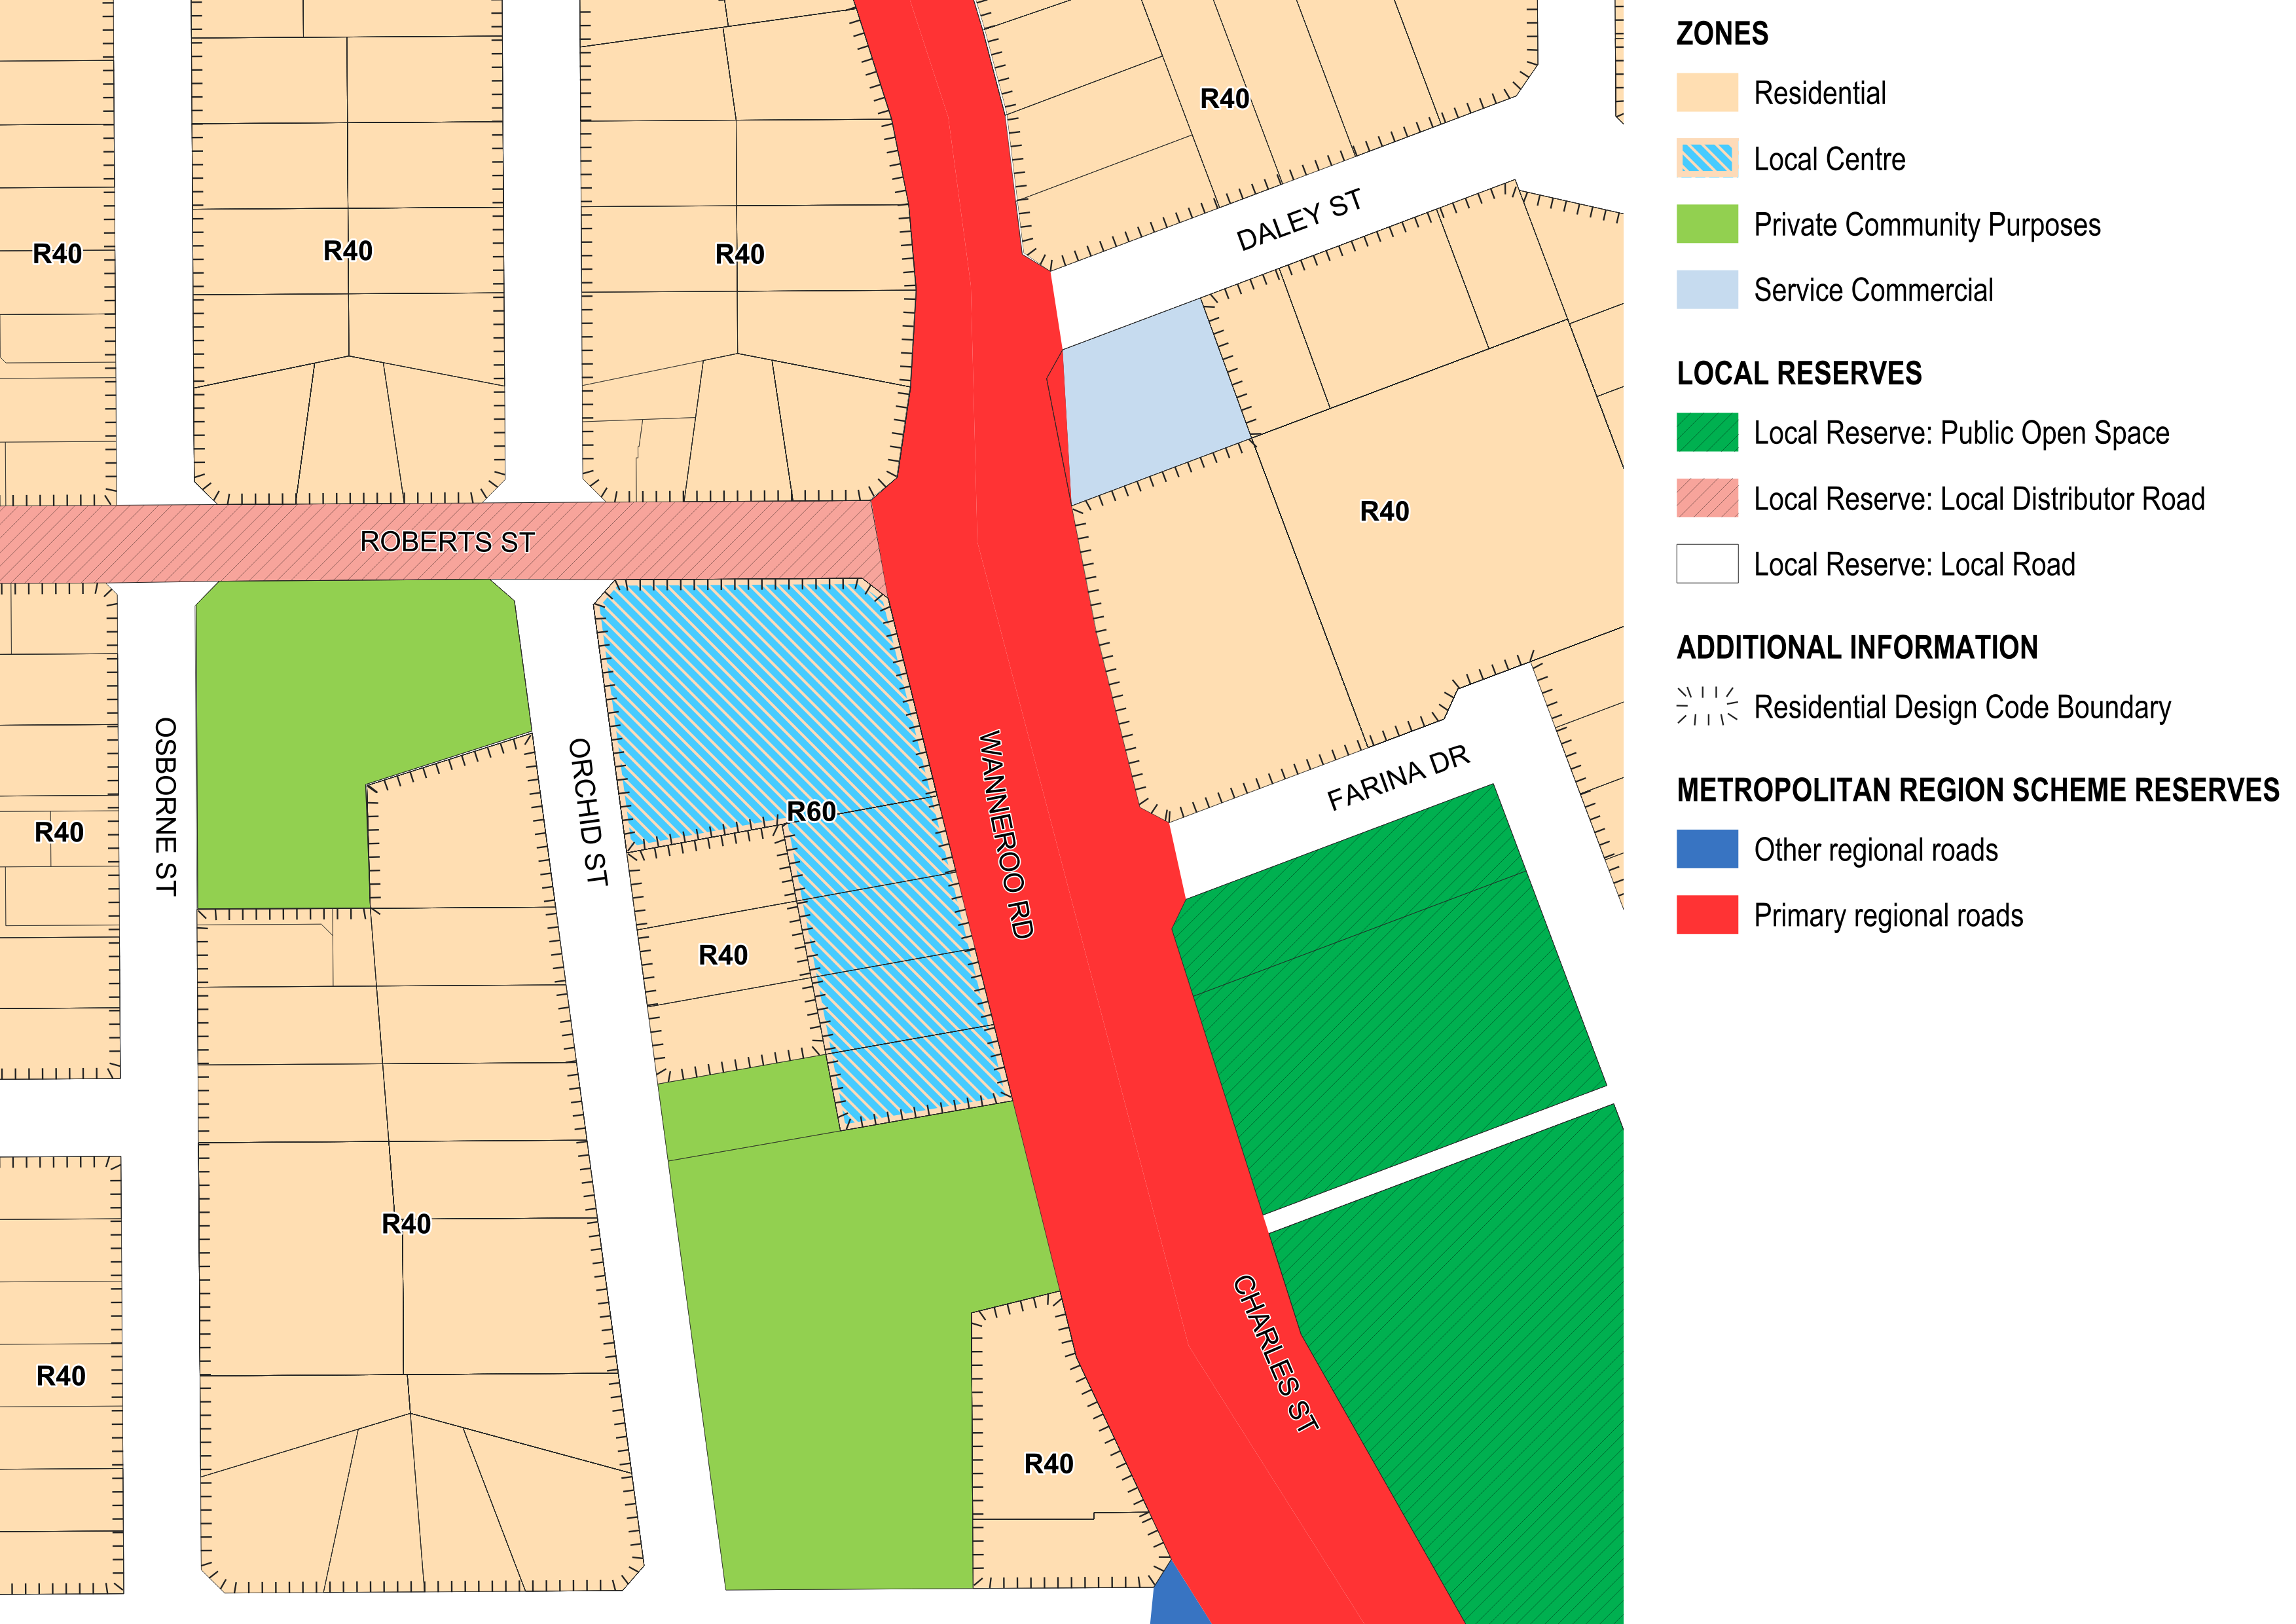 R40
DALEY ST
R40
R40
R40
R40
ROBERTS ST
OSBORNE ST
ORCHID ST
WANNEROO RD
FARINA DR
R60
R40
R40
R40
CHARLES ST
R40
R40
ZONES
Residential
Local Centre
Private Community Purposes
Service Commercial
LOCAL RESERVES
Local Reserve: Public Open Space
Local Reserve: Local Distributor Road
Local Reserve: Local Road
ADDITIONAL INFORMATION
Residential Design Code Boundary
METROPOLITAN REGION SCHEME RESERVES
Other regional roads
Primary regional roads